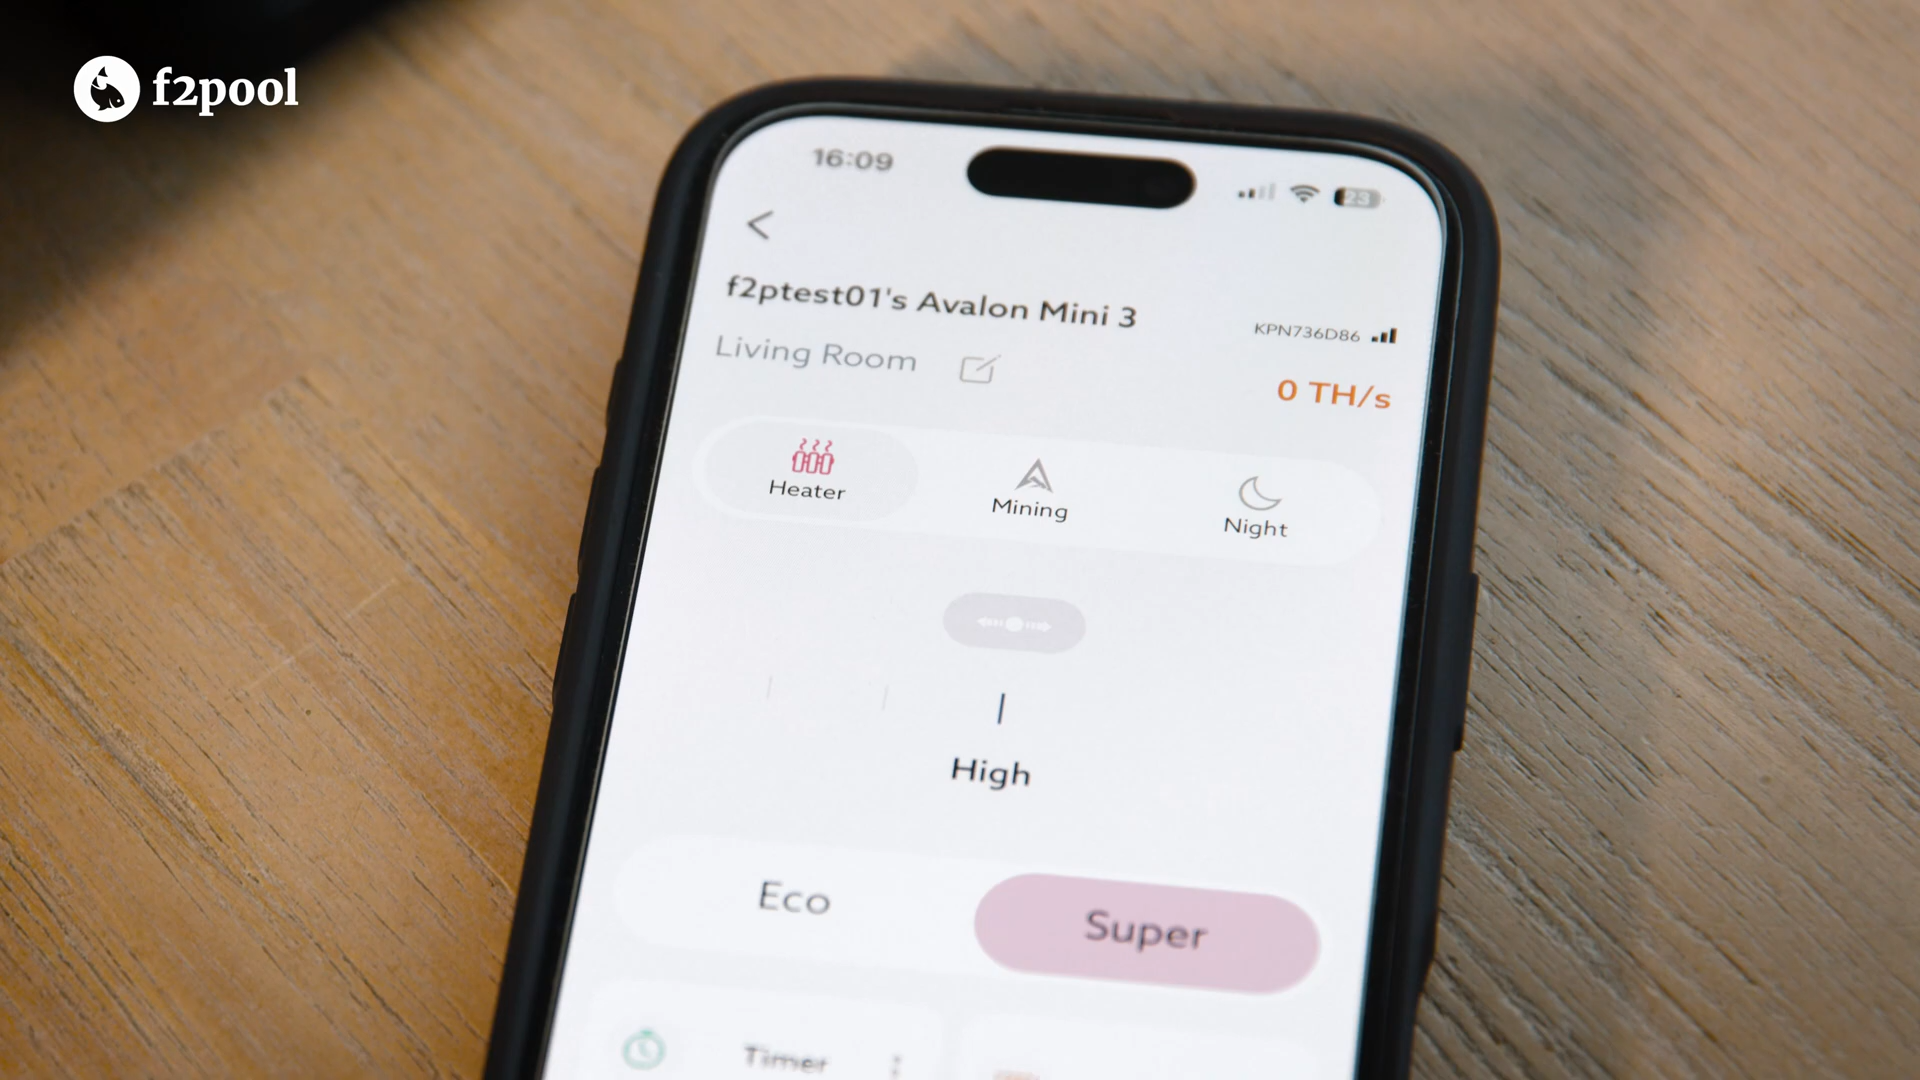 f2pool
16:09
23
f2ptest01's Avalon Mini 3
KPN736D86
Living Room
0 TH/s
Heater
Mining
Night
High
Eco
Super
Timer